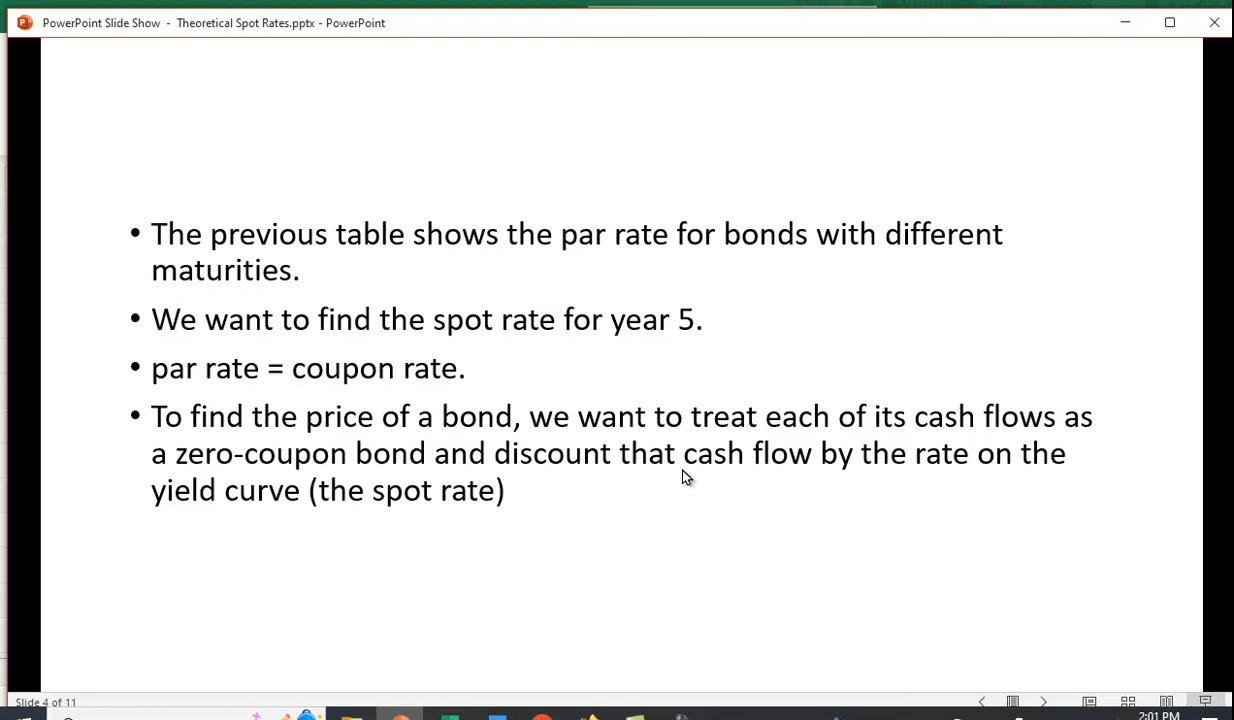 PowerPoint Slide Show - Theoretical Spot Rates.pptx - PowerPoint
• The previous table shows the par rate for bonds with different
maturities.
• We want to find the spot rate for year 5.
• par rate = coupon rate.
• To find the price of a bond, we want to treat each of its cash flows as
a zero-coupon bond and discount that cash flow by the rate on the
yield curve (the spot rate)
Slide 4 of 11
2:01 PM